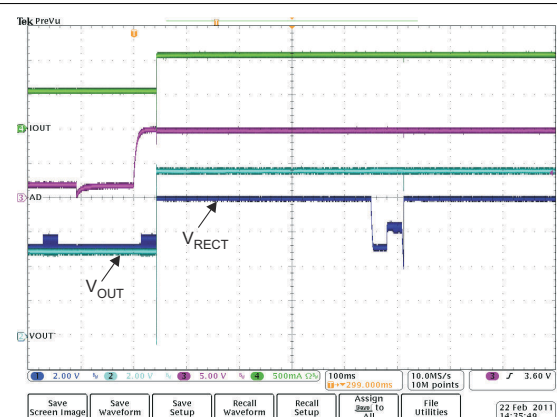 Tek PreVu
T
4 IOUT
3 AD
VRECT
VOUT
2 VOUT
1 2.00 V 2 2.00 V 3 5.00 V 4 500mA Ω 100ms 10.0MS/s 3 3.60 V
T→▼299.000ms 10M points
Save Screen Image
Save Waveform
Save Setup
Recall Waveform
Recall Setup
Assign Save to All
File Utilities
22 Feb 2011
14:35:49